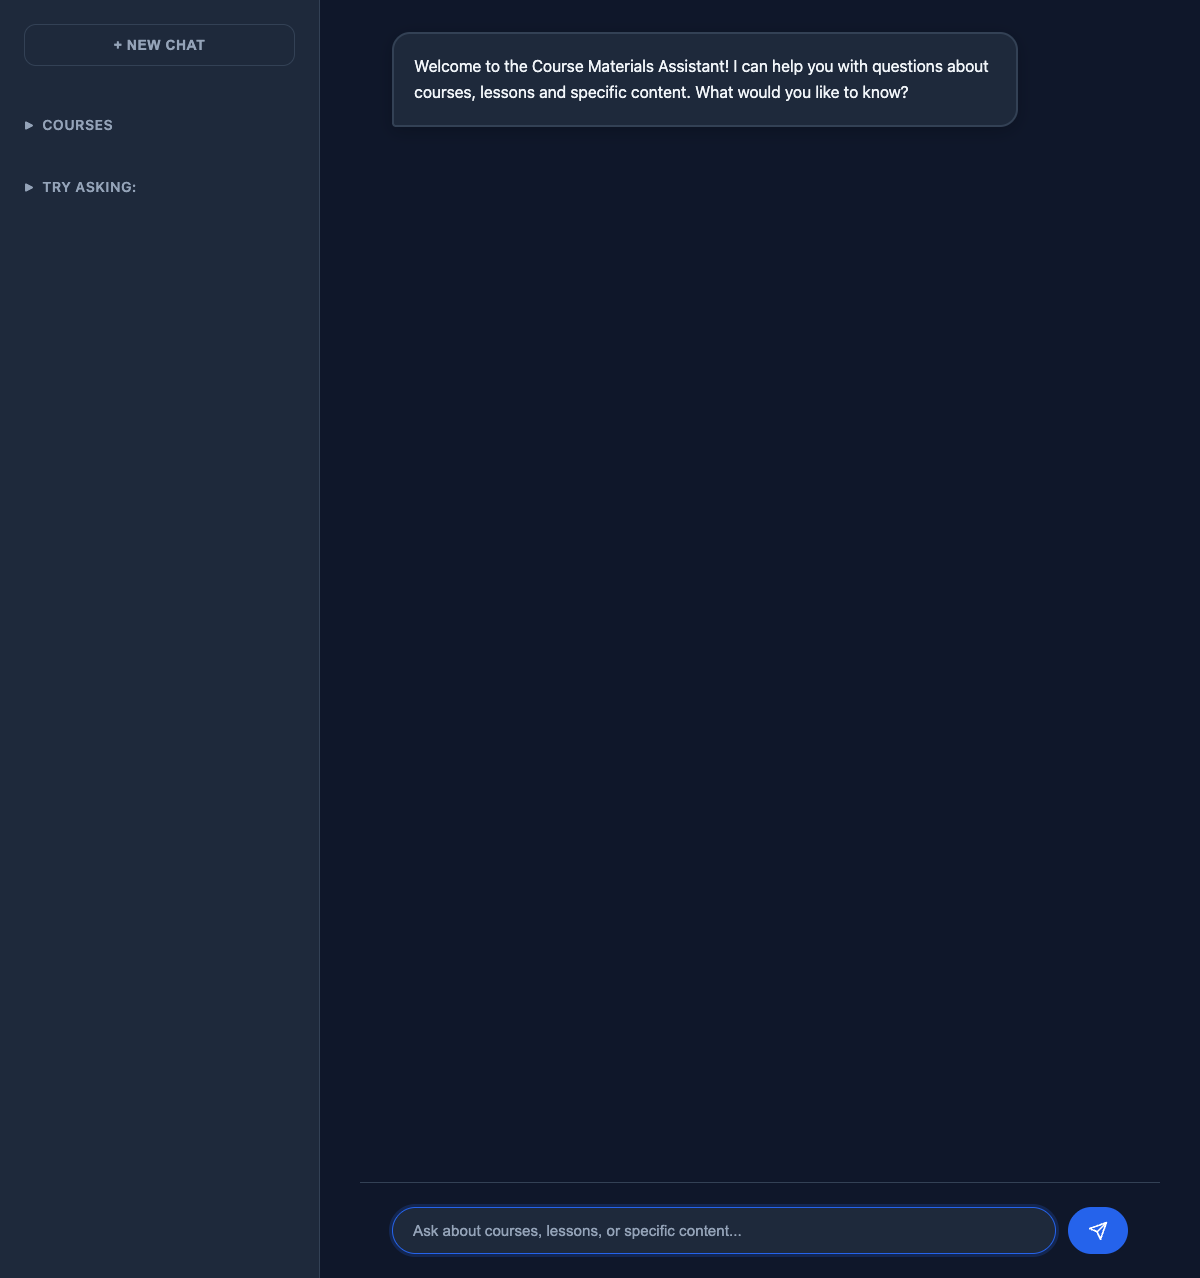 + NEW CHAT
COURSES
TRY ASKING:
Welcome to the Course Materials Assistant! I can help you with questions about
courses, lessons and specific content. What would you like to know?
Ask about courses, lessons, or specific content...